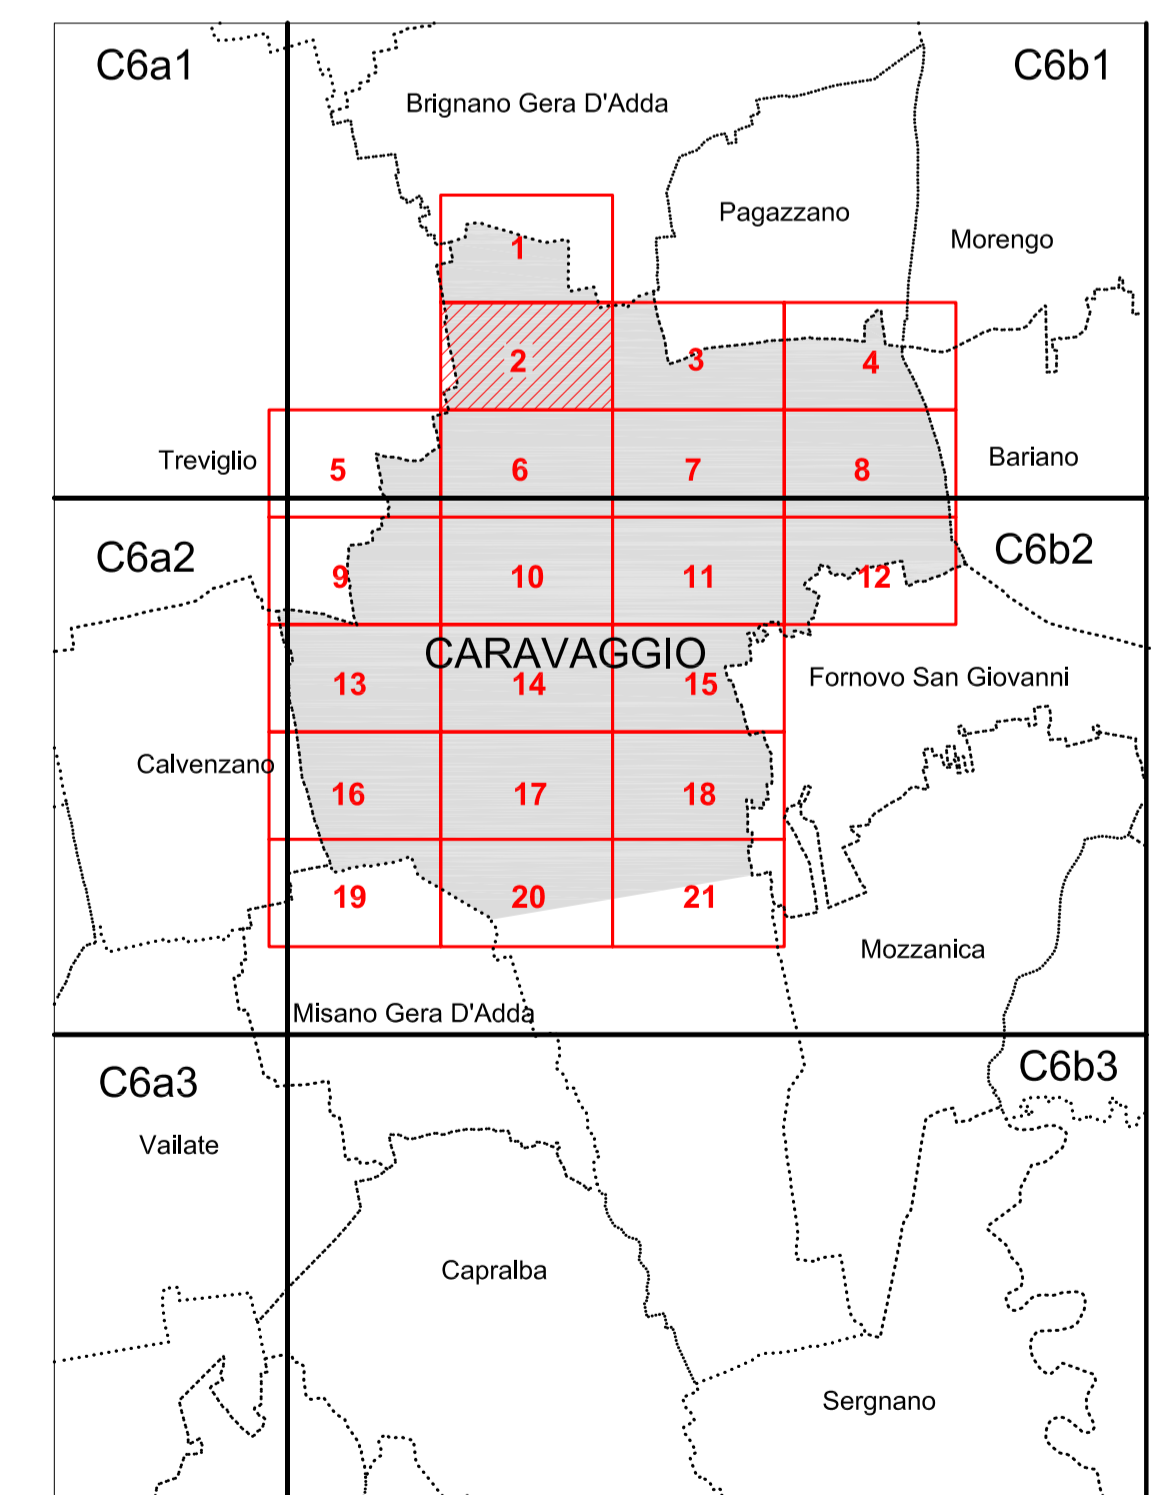 C6a1
C6b1
Brignano Gera D'Adda
Pagazzano
Morengo
1
2
3
4
Treviglio
5
6
7
8
Bariano
C6a2
C6b2
9
10
11
12
CARAVAGGIO
Fornovo San Giovanni
13
14
15
Calvenzano
16
17
18
19
20
21
Mozzanica
Misano Gera D'Adda
C6a3
C6b3
Vailate
Capralba
Sergnano